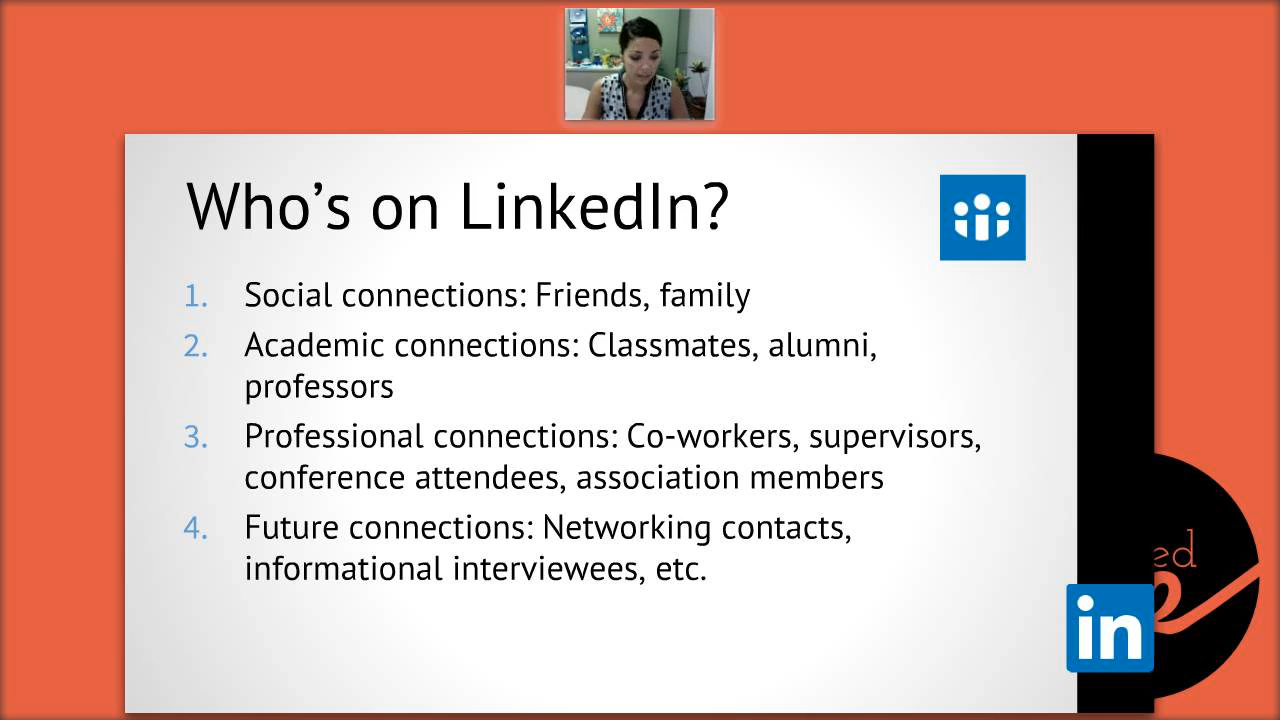 Who's on LinkedIn?
1. Social connections: Friends, family
2. Academic connections: Classmates, alumni,
professors
3. Professional connections: Co-workers, supervisors,
conference attendees, association members
4. Future connections: Networking contacts,
informational interviewees, etc.
ed
in